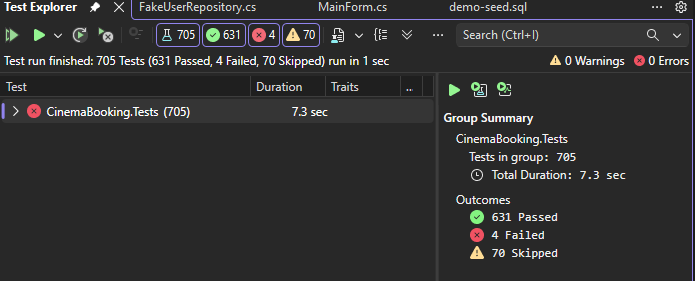 Test Explorer FakeUserRepository.cs MainForm.cs demo-seed.sql
705 631 4 70 Search (Ctrl+I)
Test run finished: 705 Tests (631 Passed, 4 Failed, 70 Skipped) run in 1 sec 0 Warnings 0 Errors
Test Duration Traits ...
CinemaBooking.Tests (705) 7.3 sec
Group Summary
CinemaBooking.Tests
Tests in group: 705
Total Duration: 7.3 sec
Outcomes
631 Passed
4 Failed
70 Skipped